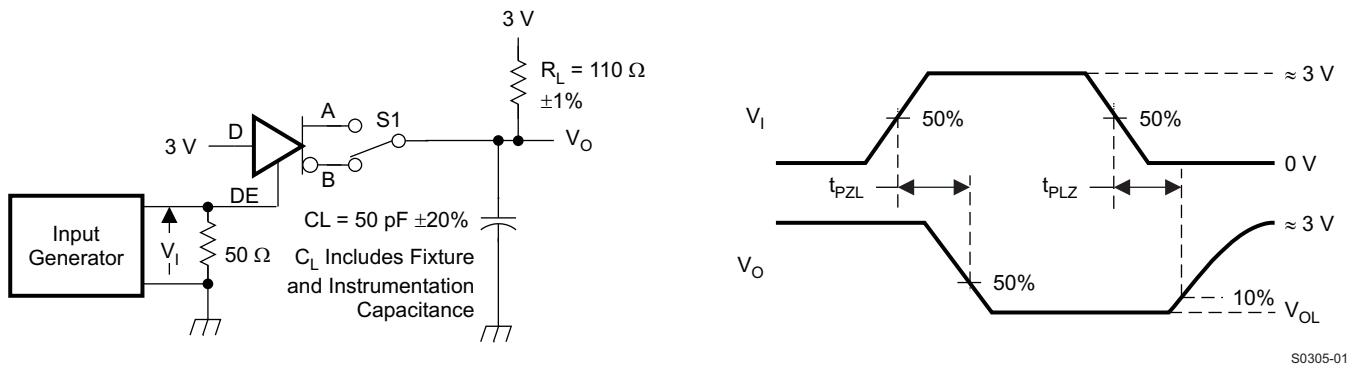 3 V
R_L = 110 Ω
±1%
A
S1
D
3 V
V_O
B
DE
Input
Generator
V_I
50 Ω
CL = 50 pF ±20%
C_L Includes Fixture
and Instrumentation
Capacitance
≈ 3 V
V_I
50%
50%
0 V
t_PZL
t_PLZ
≈ 3 V
V_O
50%
10%
V_OL
S0305-01